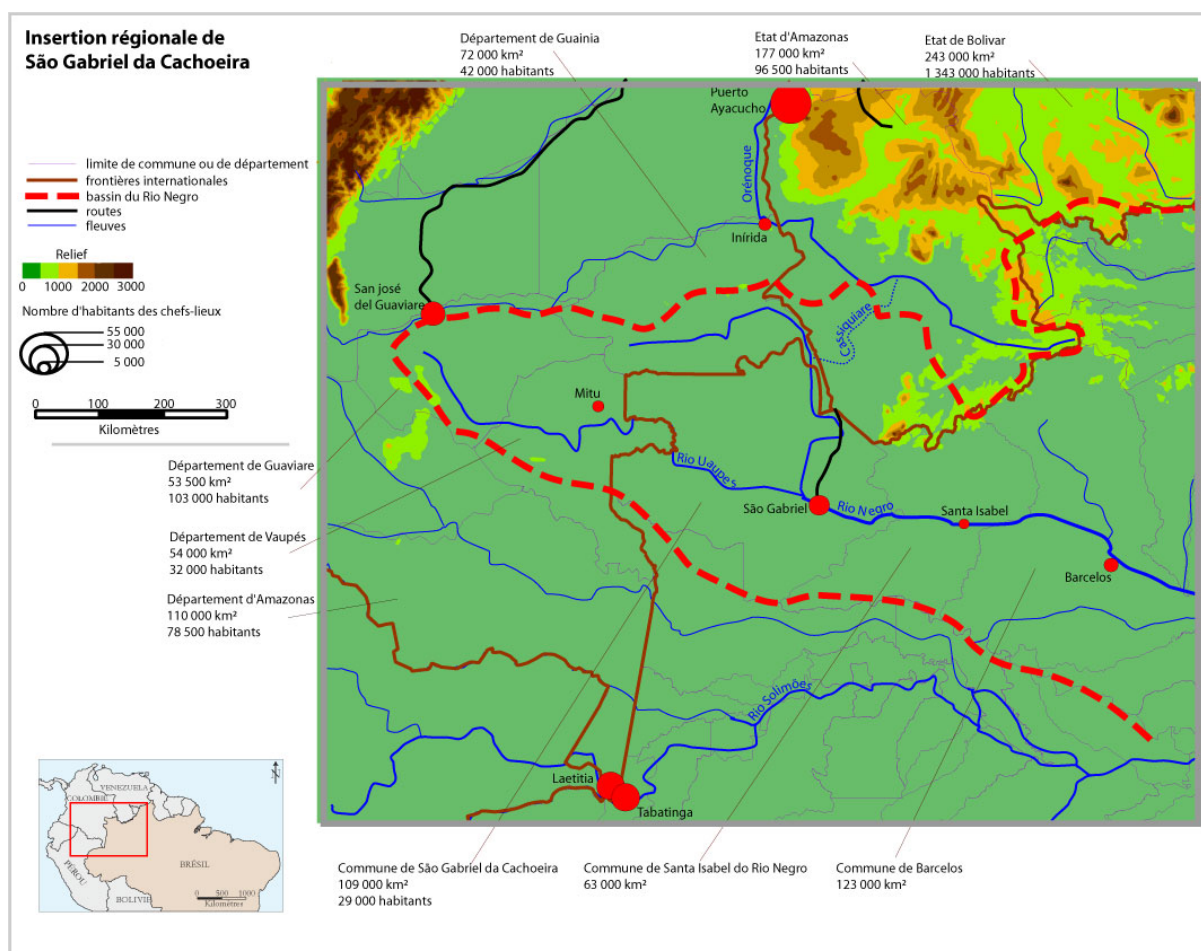 Insertion régionale de
São Gabriel da Cachoeira
Département de Guainia
72 000 km²
42 000 habitants
Etat d'Amazonas
177 000 km²
96 500 habitants
Etat de Bolivar
243 000 km²
1 343 000 habitants
limite de commune ou de département
frontières internationales
bassin du Rio Negro
routes
fleuves
Relief
0 1000 2000 3000
Nombre d'habitants des chefs-lieux
55 000
30 000
5 000
0 100 200 300
Kilomètres
Puerto
Ayacucho
Orénoque
Inírida
San josé
del Guaviare
Cassiquiare
Mitu
Rio Uaupes
São Gabriel
Rio Negro
Santa Isabel
Barcelos
Rio Solimões
Laetitia
Tabatinga
Département de Guaviare
53 500 km²
103 000 habitants
Département de Vaupés
54 000 km²
32 000 habitants
Département d'Amazonas
110 000 km²
78 500 habitants
VENEZUELA
COLOMBIE
PÉROU
BRÉSIL
BOLIVIE
N
0 500 1000
Kilomètres
Commune de São Gabriel da Cachoeira
109 000 km²
29 000 habitants
Commune de Santa Isabel do Rio Negro
63 000 km²
Commune de Barcelos
123 000 km²